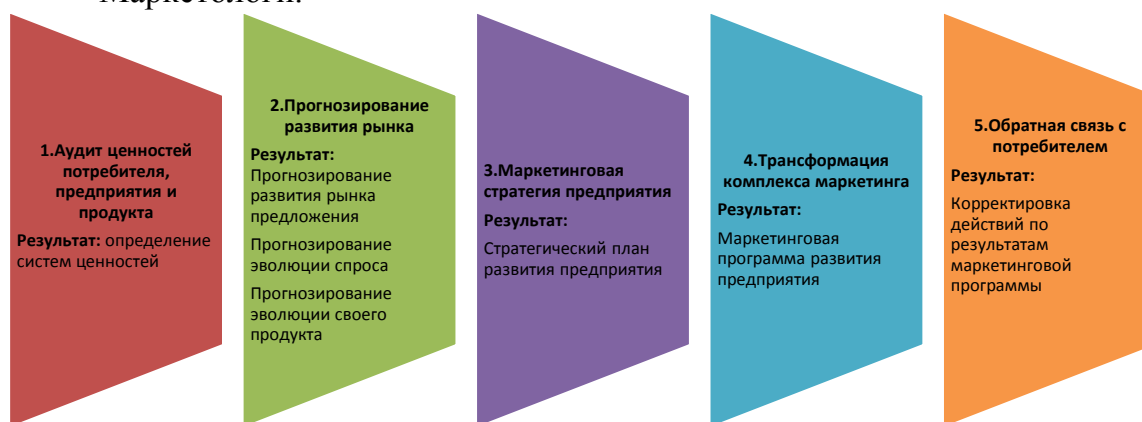 Маркетологи:
1.Аудит ценностей
потребителя,
предприятия и
продукта
Результат: определение
систем ценностей
2.Прогнозирование
развития рынка
Результат:
Прогнозирование
развития рынка
предложения
Прогнозирование
эволюции спроса
Прогнозирование
эволюции своего
продукта
3.Маркетинговая
стратегия предприятия
Результат:
Стратегический план
развития предприятия
4.Трансформация
комплекса маркетинга
Результат:
Маркетинговая
программа развития
предприятия
5.Обратная связь с
потребителем
Результат:
Корректировка
действий по
результатам
маркетинговой
программы